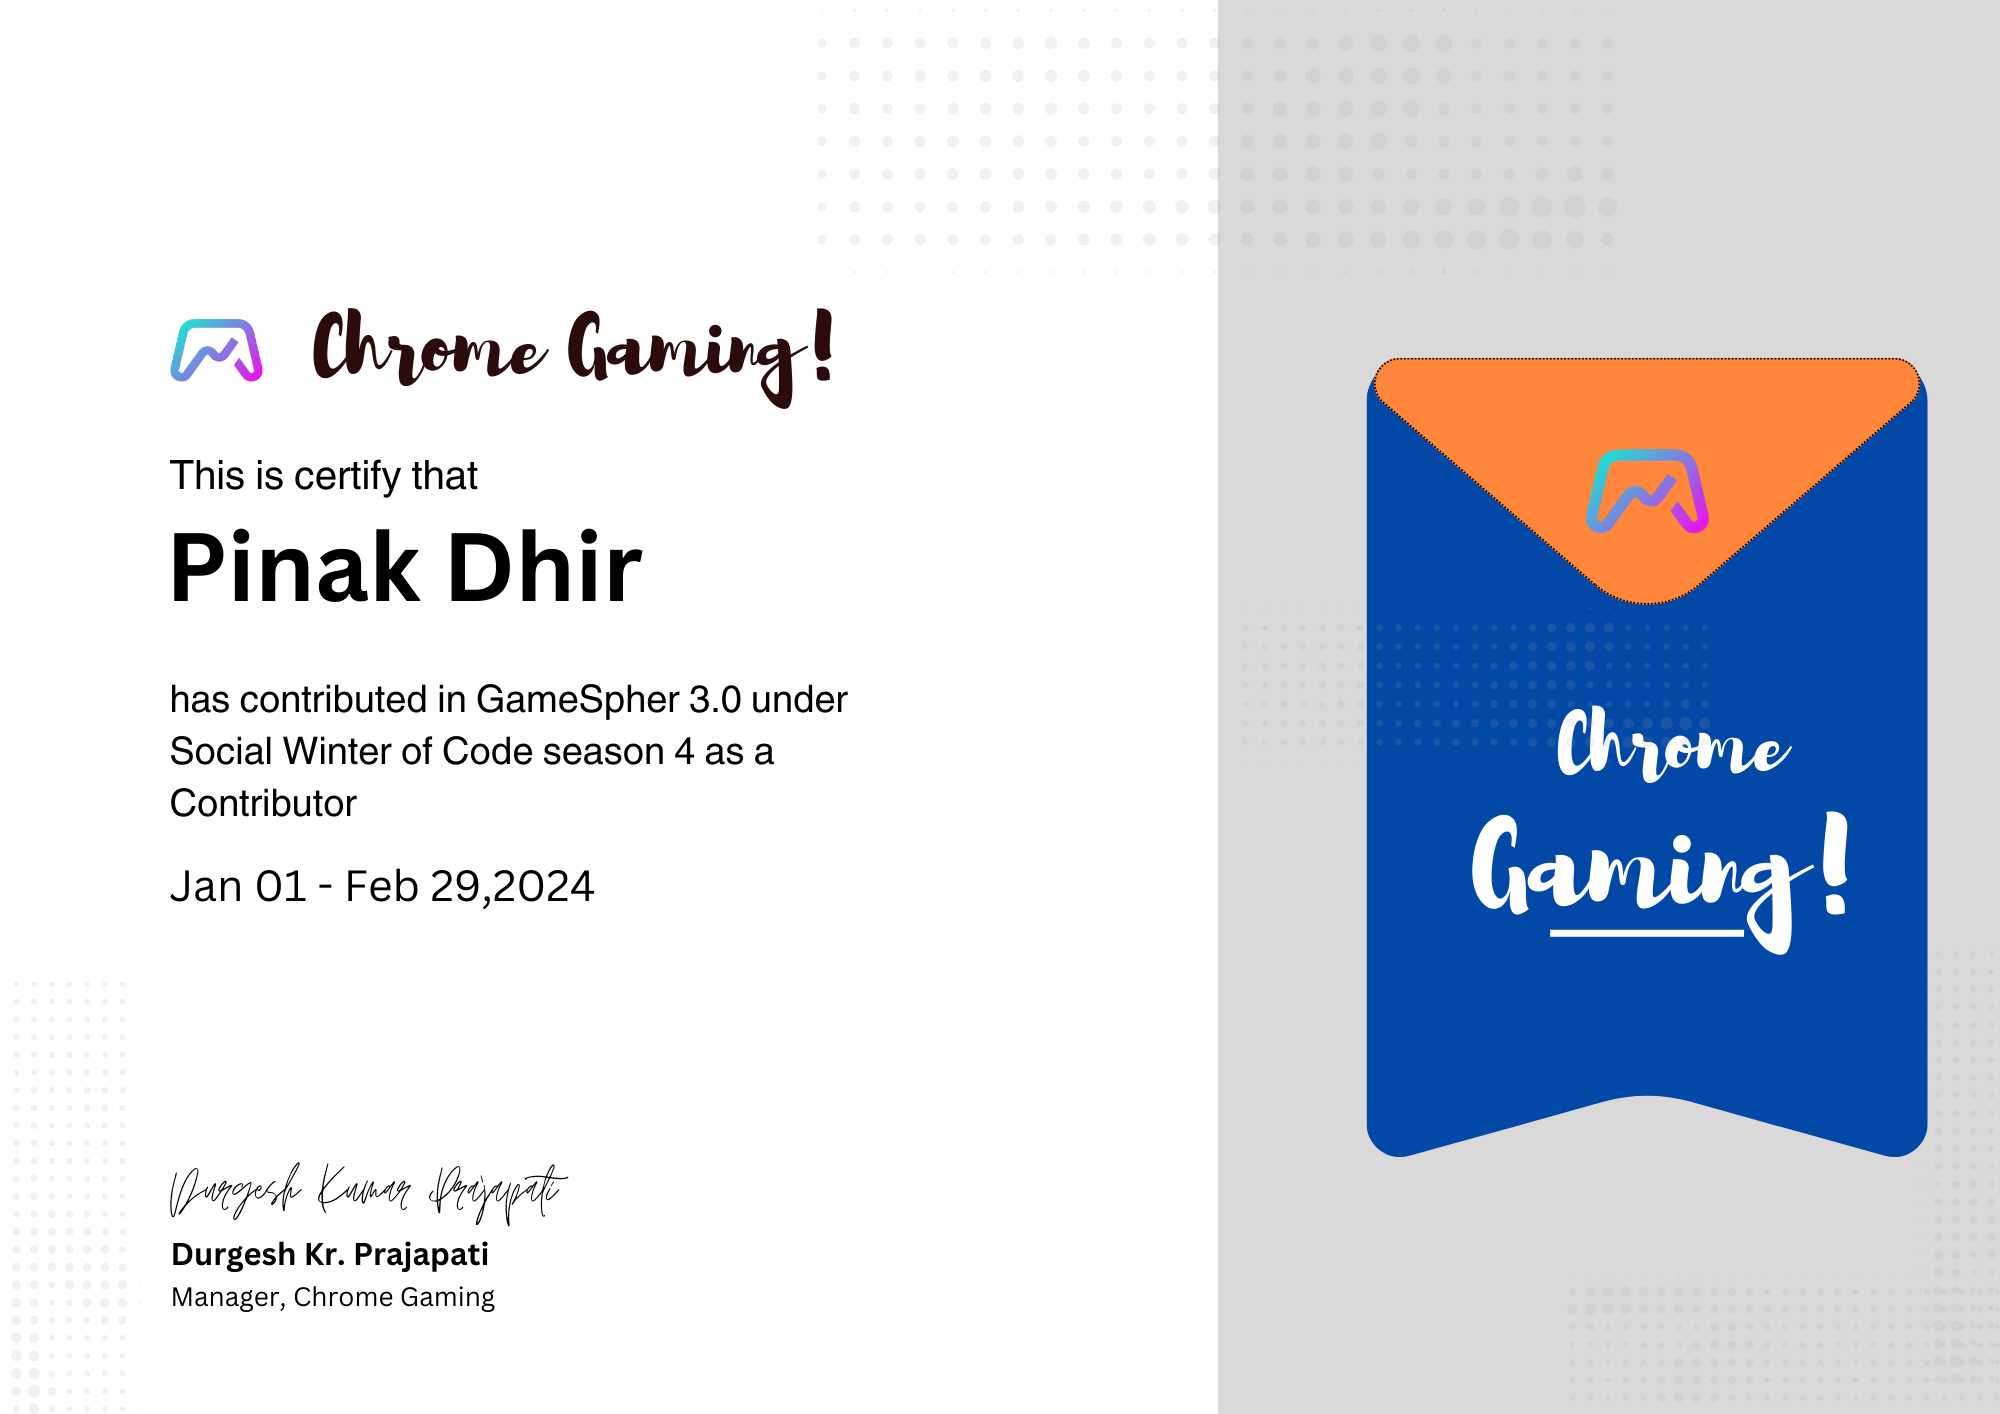 Chrome Gaming!
This is certify that
Pinak Dhir
has contributed in GameSpher 3.0 under
Social Winter of Code season 4 as a
Contributor
Jan 01 - Feb 29,2024
Durgesh Kumar Prajapati
Durgesh Kr. Prajapati
Manager, Chrome Gaming
Chrome
Gaming!